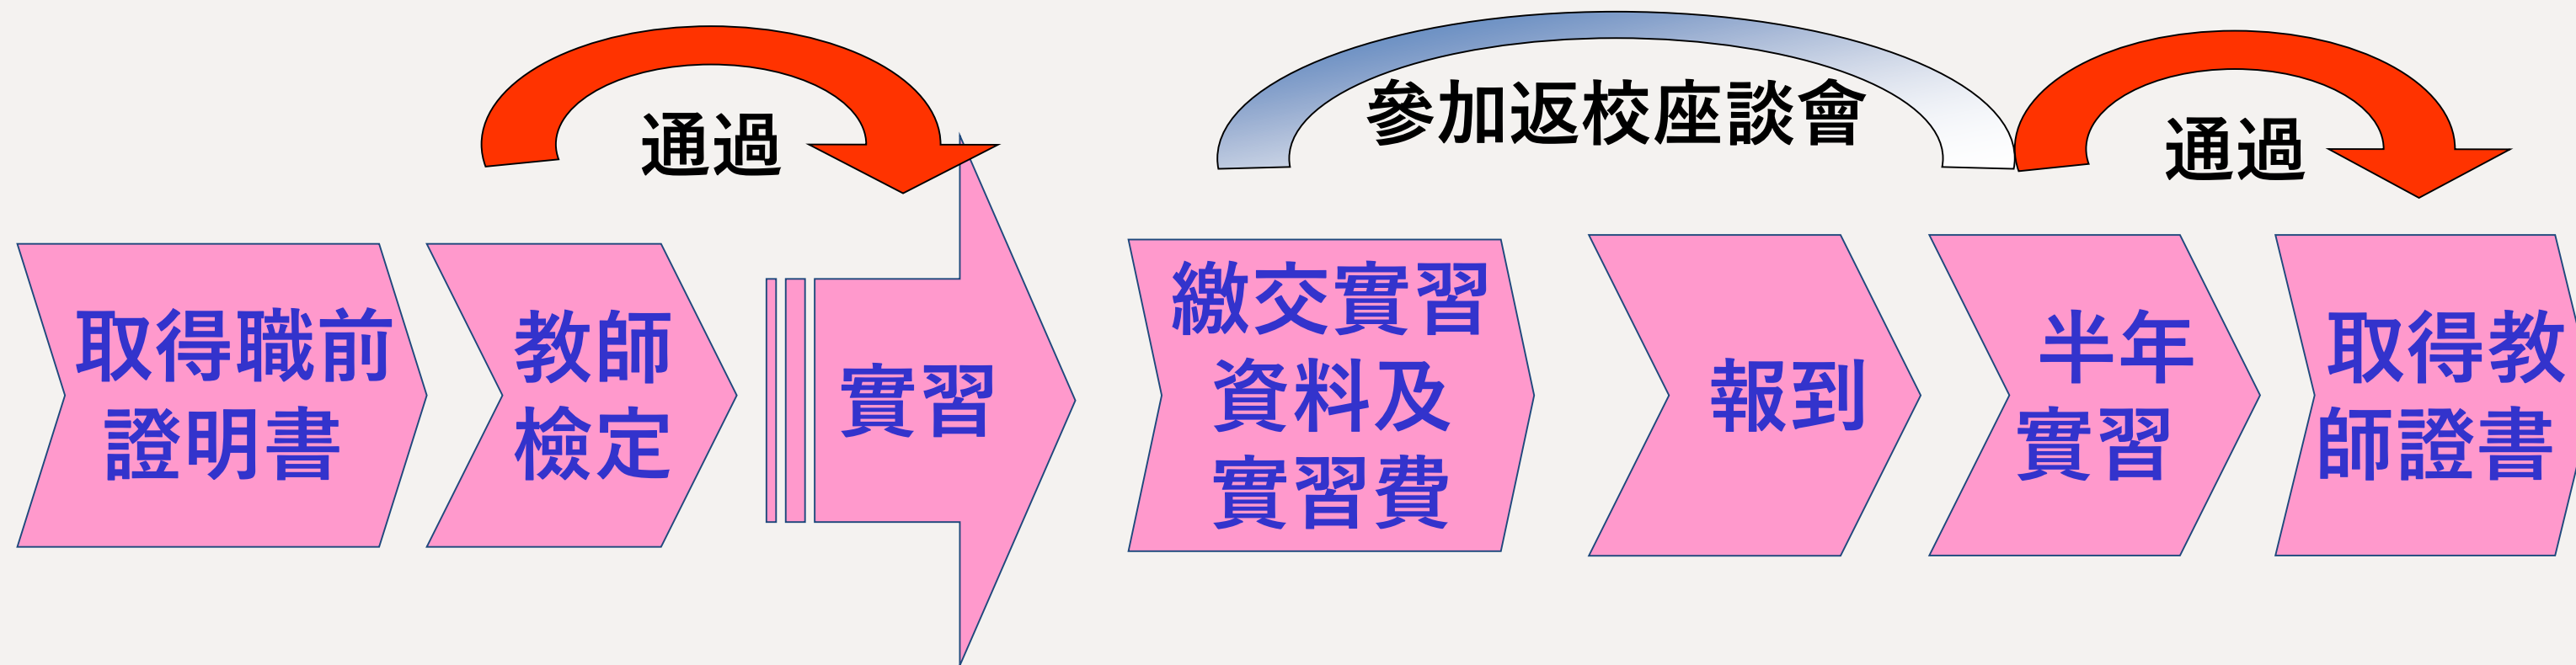 通過
參加返校座談會
通過
取得職前
證明書
教師
檢定
實習
繳交實習
資料及
實習費
報到
半年
實習
取得教
師證書